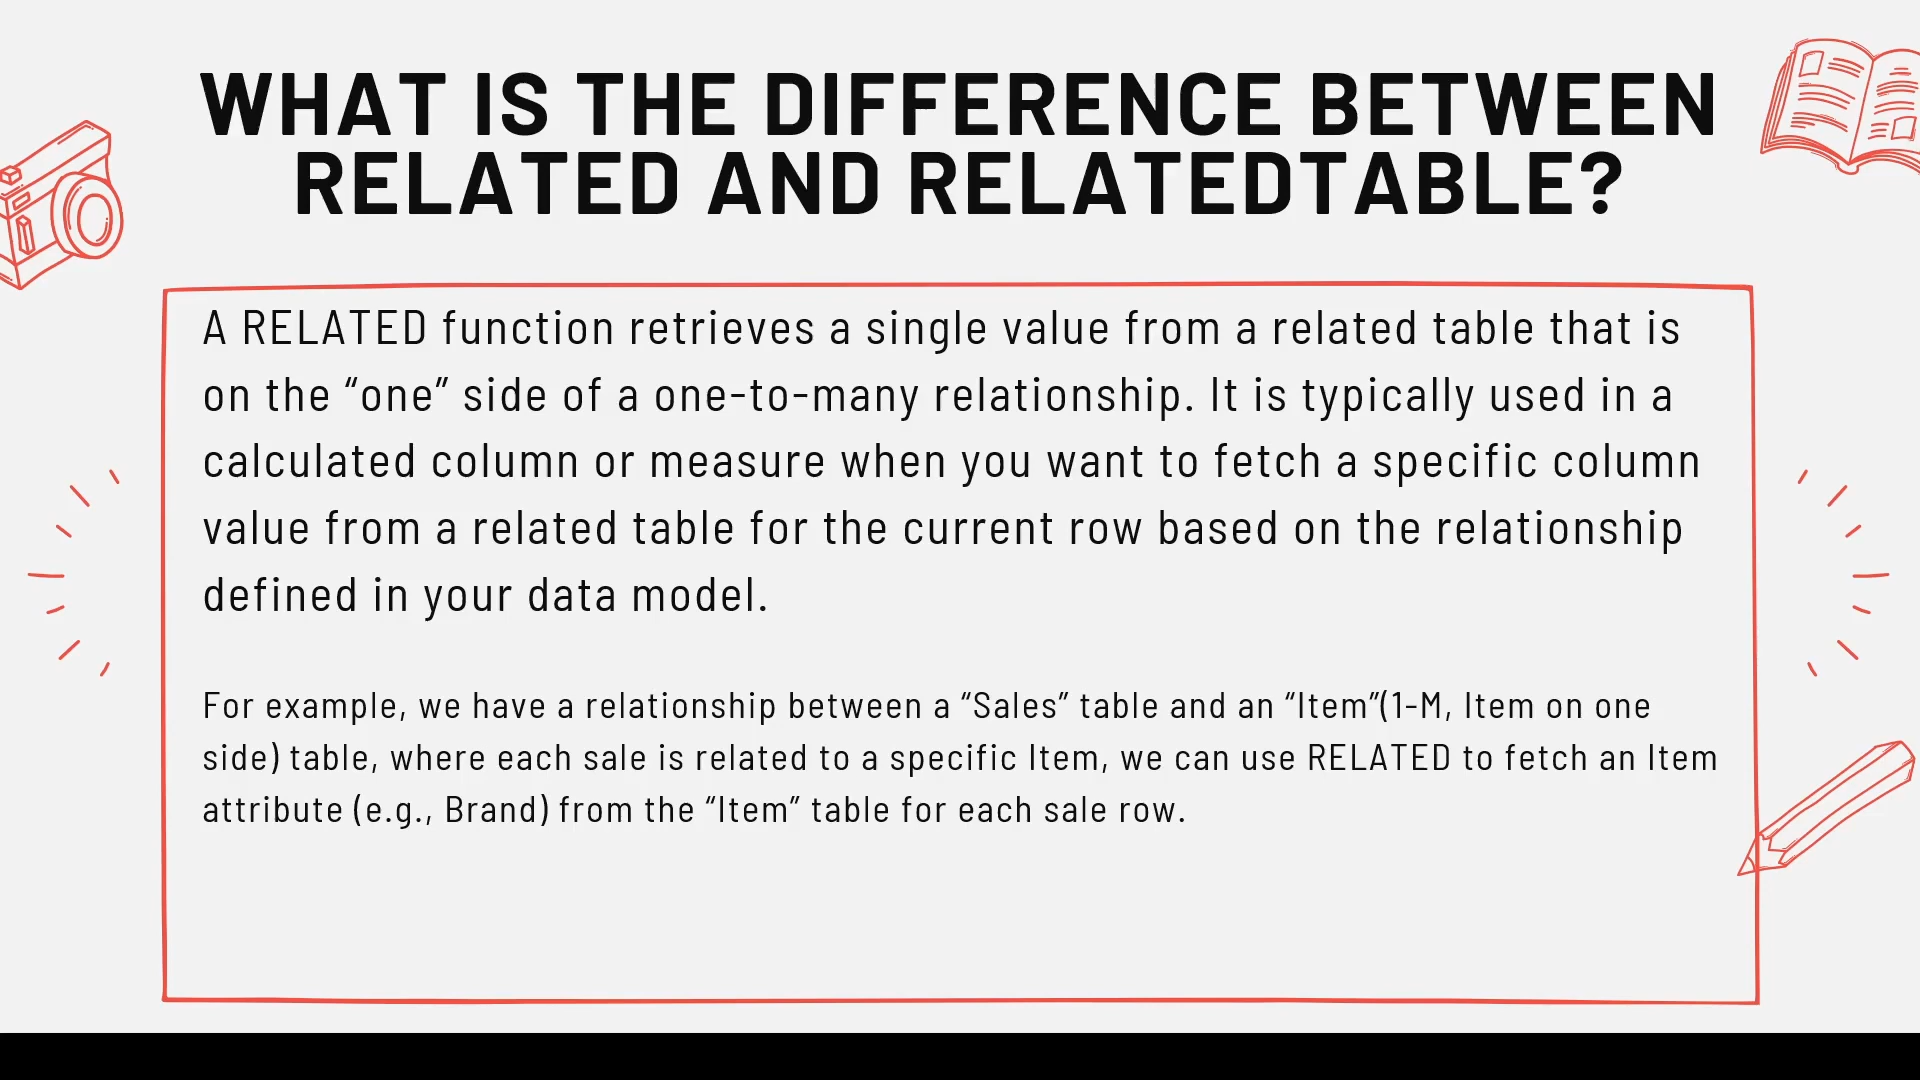 WHAT IS THE DIFFERENCE BETWEEN
RELATED AND RELATEDTABLE?
A RELATED function retrieves a single value from a related table that is
on the “one” side of a one-to-many relationship. It is typically used in a
calculated column or measure when you want to fetch a specific column
value from a related table for the current row based on the relationship
defined in your data model.
For example, we have a relationship between a “Sales” table and an “Item”(1-M, Item on one
side) table, where each sale is related to a specific Item, we can use RELATED to fetch an Item
attribute (e.g., Brand) from the “Item” table for each sale row.